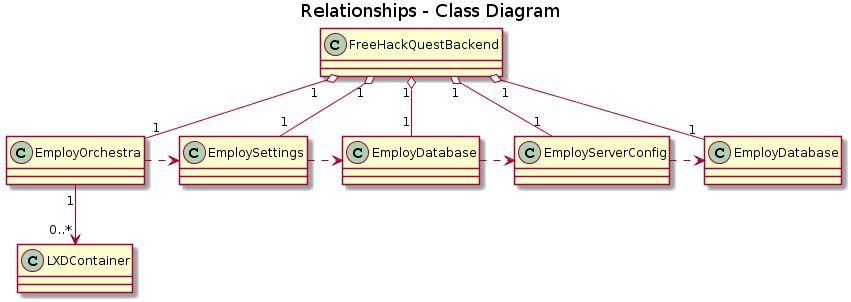 Relationships - Class Diagram
C FreeHackQuestBackend
1 1 1 1 1
1 1 1 1 1
C EmployOrchestra C EmploySettings C EmployDatabase C EmployServerConfig C EmployDatabase
1
0..*
C LXDContainer